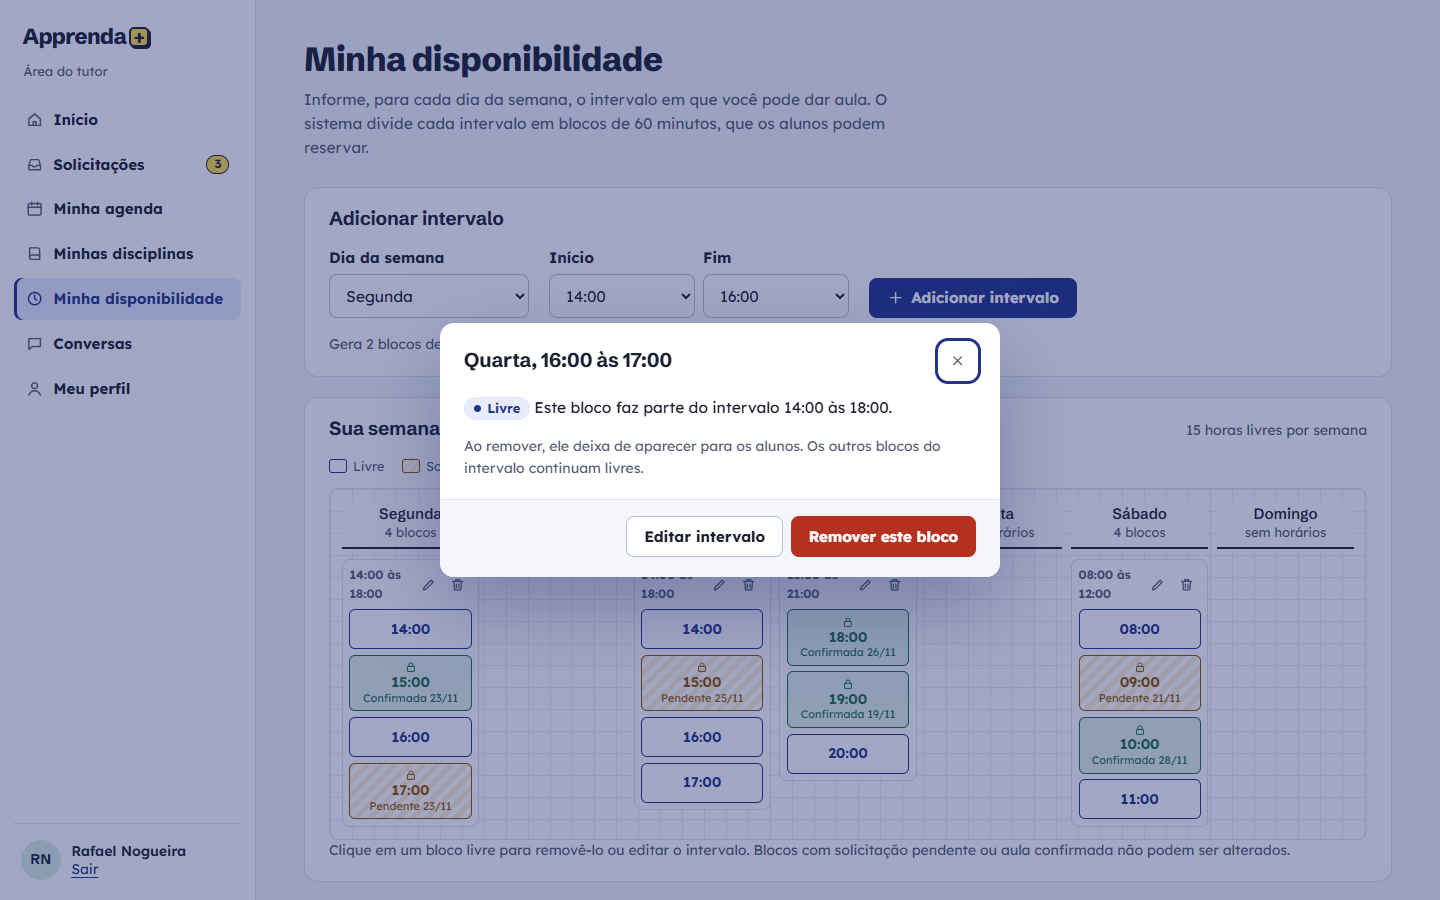 Apprenda+
Área do tutor
Início
Solicitações 3
Minha agenda
Minhas disciplinas
Minha disponibilidade
Conversas
Meu perfil
RN
Rafael Nogueira
Sair
Minha disponibilidade
Informe, para cada dia da semana, o intervalo em que você pode dar aula. O
sistema divide cada intervalo em blocos de 60 minutos, que os alunos podem
reservar.
Adicionar intervalo
Dia da semana Início Fim
Segunda 14:00 16:00 Adicionar intervalo
Gera 2 blocos de
Quarta, 16:00 às 17:00
Livre Este bloco faz parte do intervalo 14:00 às 18:00.
Ao remover, ele deixa de aparecer para os alunos. Os outros blocos do
intervalo continuam livres.
Editar intervalo Remover este bloco
Sua semana 15 horas livres por semana
Livre
Segunda
4 blocos
Sábado
4 blocos
Domingo
sem horários
14:00 às
18:00
14:00
15:00
Confirmada 23/11
16:00
17:00
Pendente 23/11
18:00
14:00
15:00
Pendente 25/11
16:00
17:00
21:00
18:00
Confirmada 26/11
19:00
Confirmada 19/11
20:00
08:00 às
12:00
08:00
09:00
Pendente 21/11
10:00
Confirmada 28/11
11:00
Clique em um bloco livre para removê-lo ou editar o intervalo. Blocos com solicitação pendente ou aula confirmada não podem ser alterados.